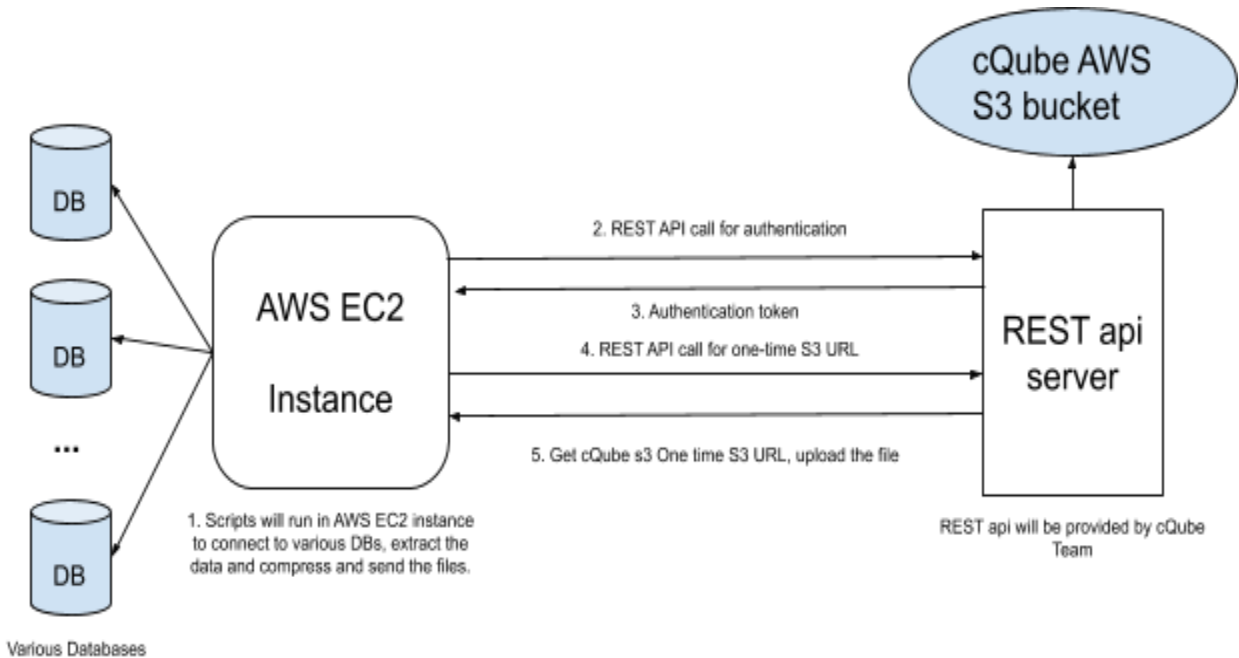 cQube AWS
S3 bucket
DB
2. REST API call for authentication
AWS EC2
Instance
3. Authentication token
4. REST API call for one-time S3 URL
REST api
server
DB
...
5. Get cQube s3 One time S3 URL, upload the file
1. Scripts will run in AWS EC2 instance
to connect to various DBs, extract the
data and compress and send the files.
REST api will be provided by cQube
Team
DB
Various Databases